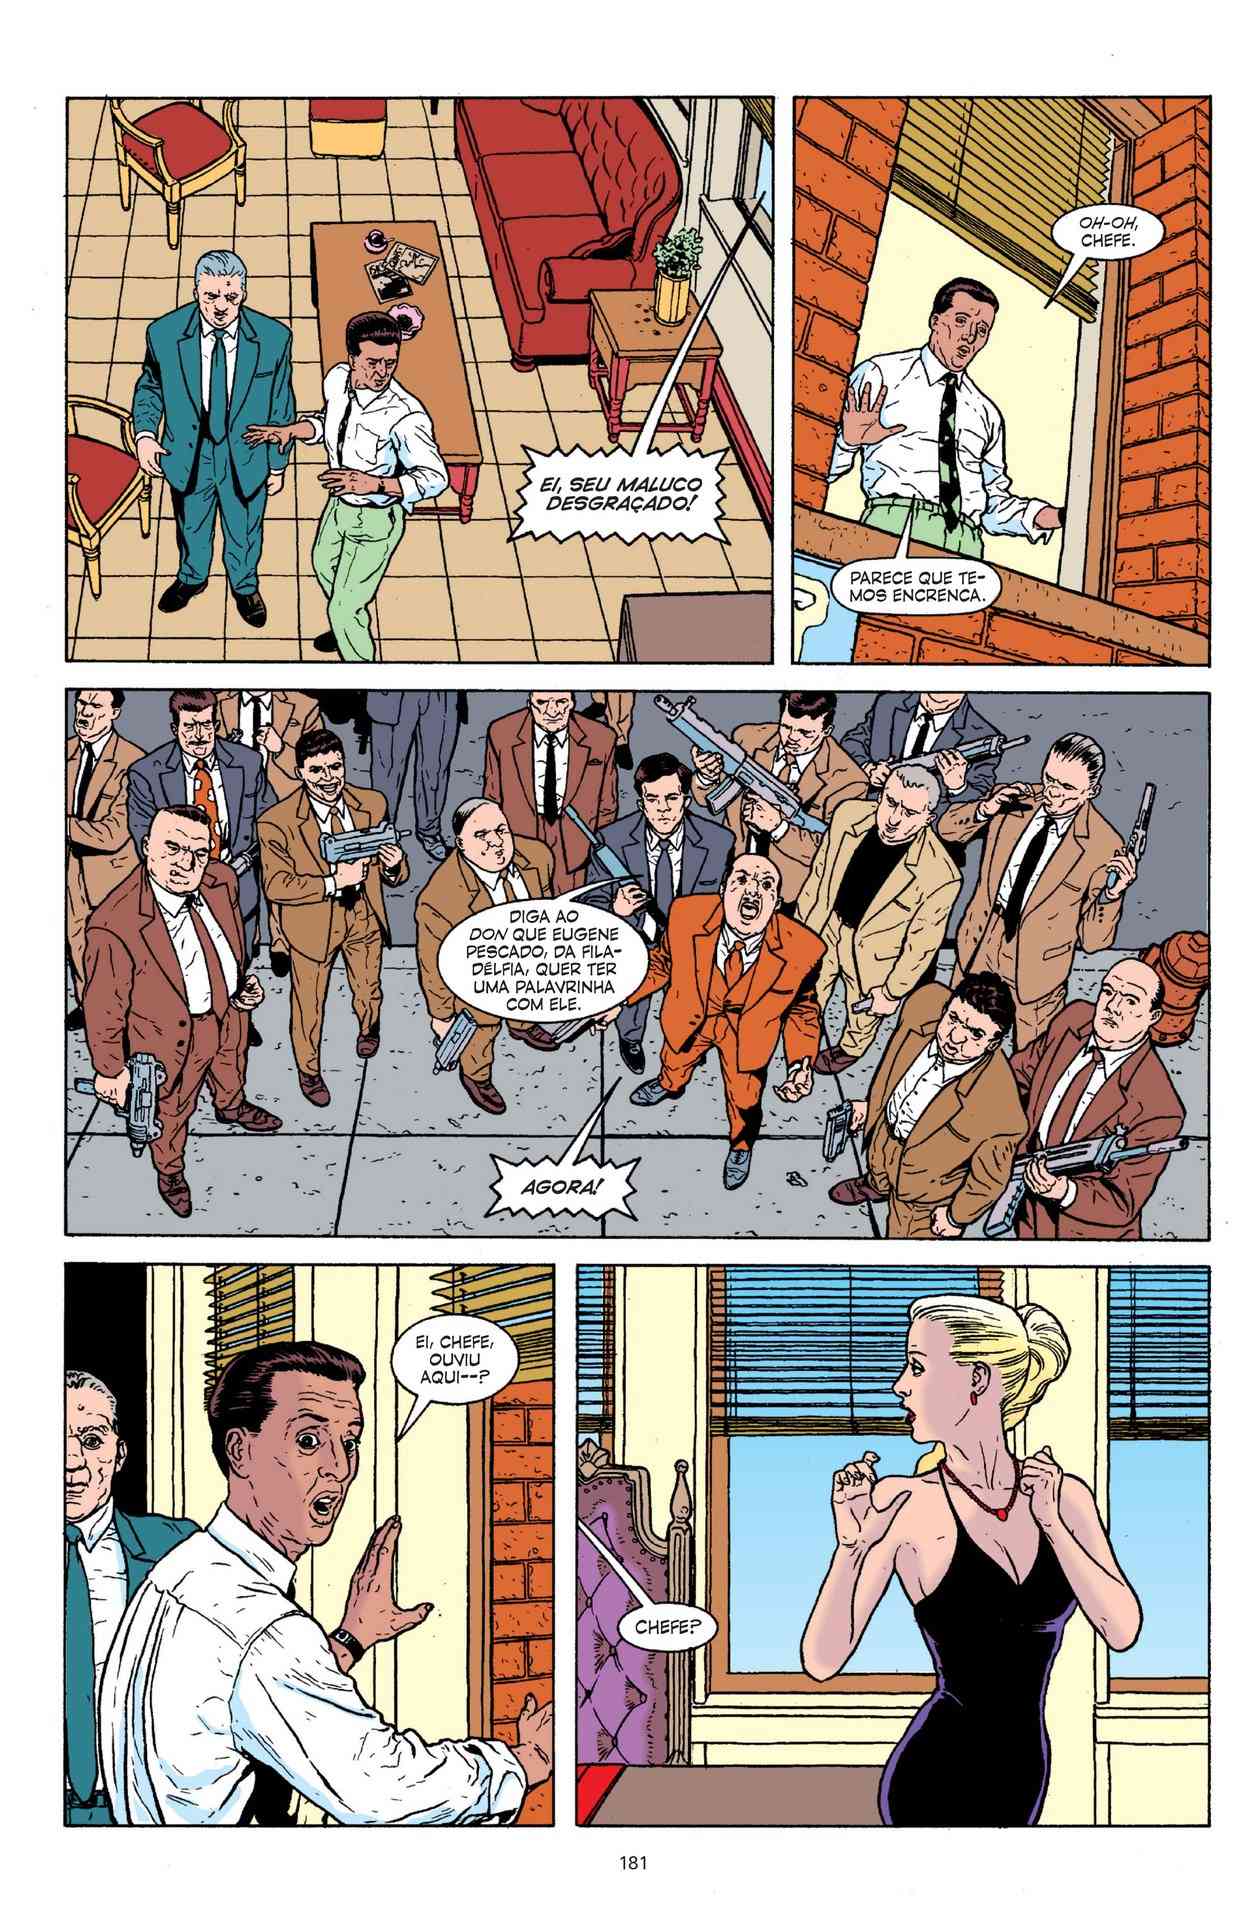 EI, SEU MALUCO
DESGRAÇADO!
OH-OH,
CHEFE.
PARECE QUE TE-
MOS ENCRENCA.
DIGA AO
DON QUE EUGENE
PESCADO, DA FILA-
DÉLFIA, QUER TER
UMA PALAVRINHA
COM ELE.
AGORA!
EI, CHEFE,
OUVIU
AQUI--?
CHEFE?
181